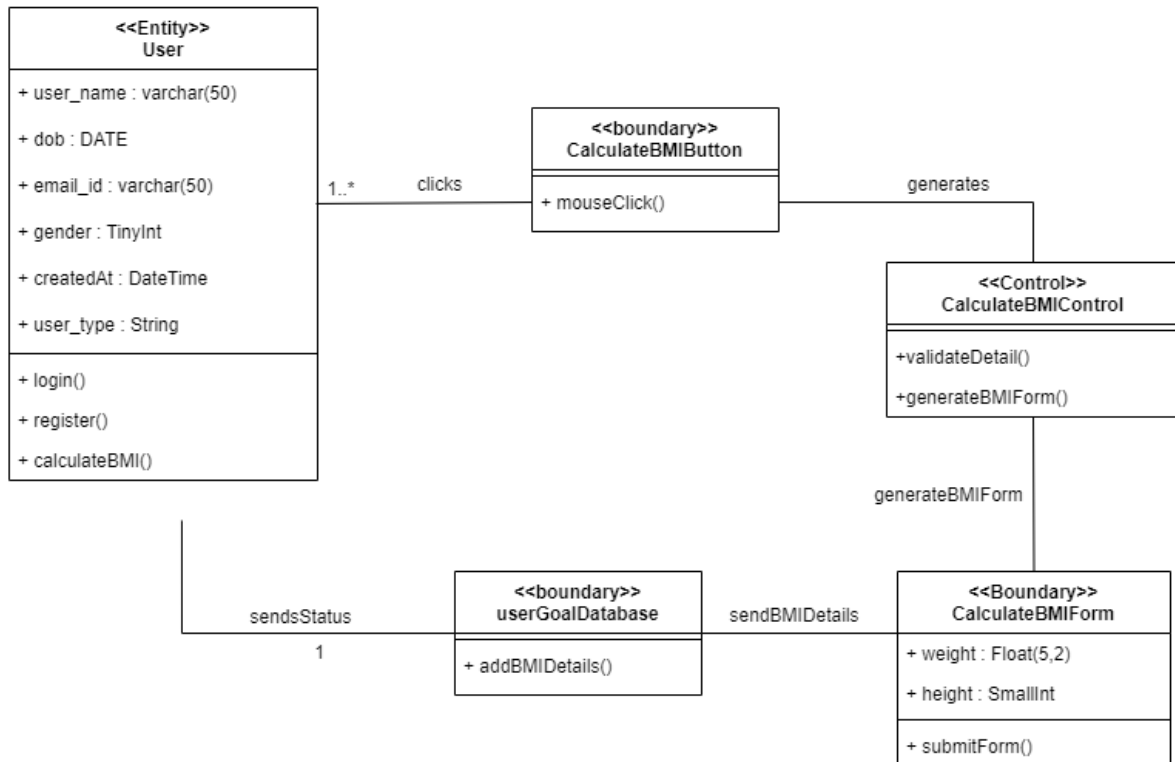 <<Entity>>
User
+ user_name : varchar(50)
+ dob : DATE
+ email_id : varchar(50)
+ gender : TinyInt
+ createdAt : DateTime
+ user_type : String
+ login()
+ register()
+ calculateBMI()
1..*
clicks
<<boundary>>
CalculateBMIButton
+ mouseClick()
generates
<<Control>>
CalculateBMIControl
+validateDetail()
+generateBMIForm()
generateBMIForm
<<Boundary>>
CalculateBMIForm
+ weight : Float(5,2)
+ height : SmallInt
+ submitForm()
sendBMIDetails
<<boundary>>
userGoalDatabase
+ addBMIDetails()
sendsStatus
1